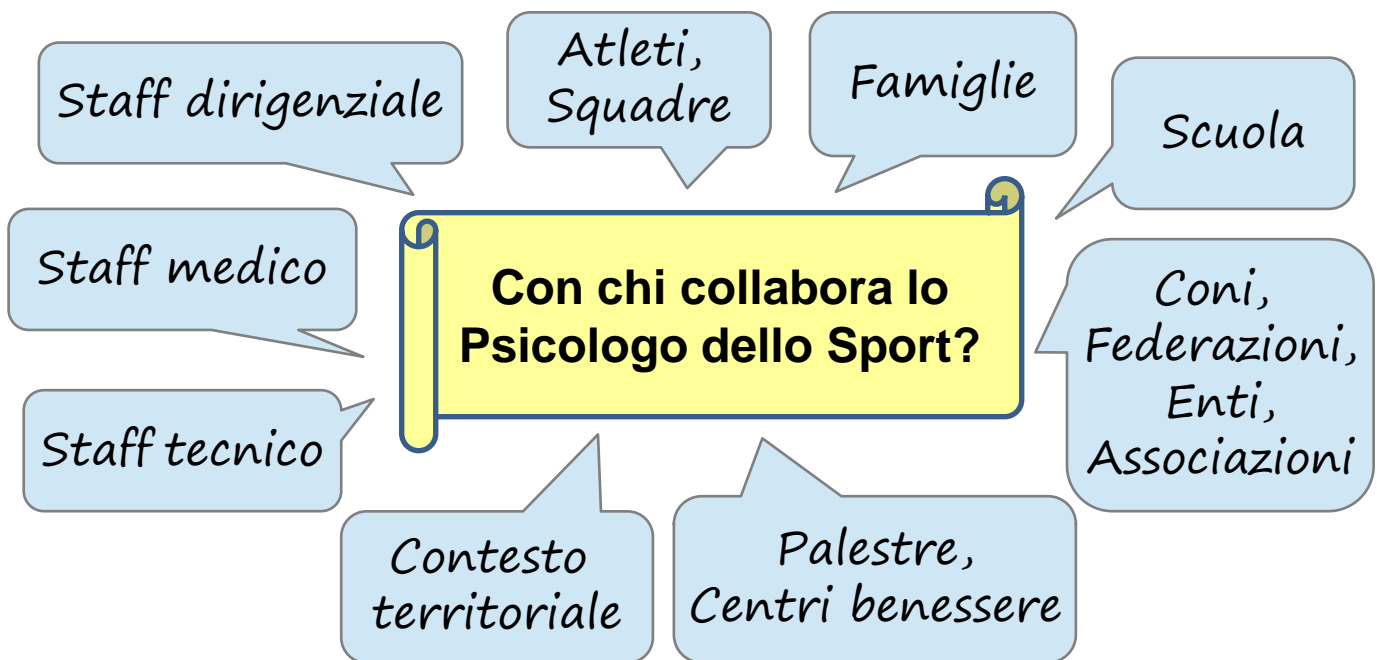 Atleti,
Squadre
Famiglie
Staff dirigenziale
Scuola
Staff medico
Con chi collabora lo
Psicologo dello Sport?
Coni,
Federazioni,
Enti,
Associazioni
Staff tecnico
Contesto
territoriale
Palestre,
Centri benessere